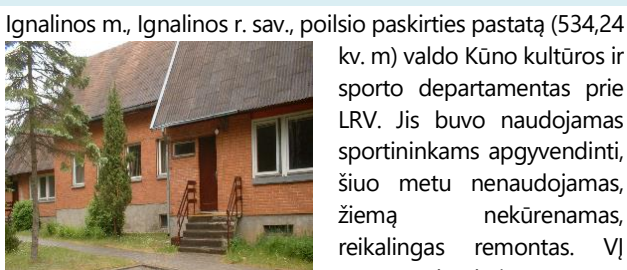 Ignalinos m., Ignalinos r. sav., poilsio paskirties pastatą (534,24
kv. m) valdo Kūno kultūros ir
sporto departamentas prie
LRV. Jis buvo naudojamas
sportininkams apgyvendinti,
šiuo metu nenaudojamas,
žiemą nekūrenamas,
reikalingas remontas. VĮ